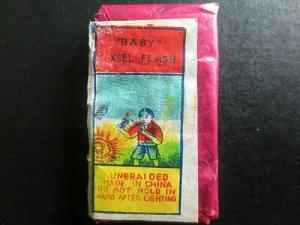 "BABY"
XSEL FLASH
UNBRAIDED
MADE IN CHINA
DO NOT HOLD IN
HAND AFTER LIGHTING